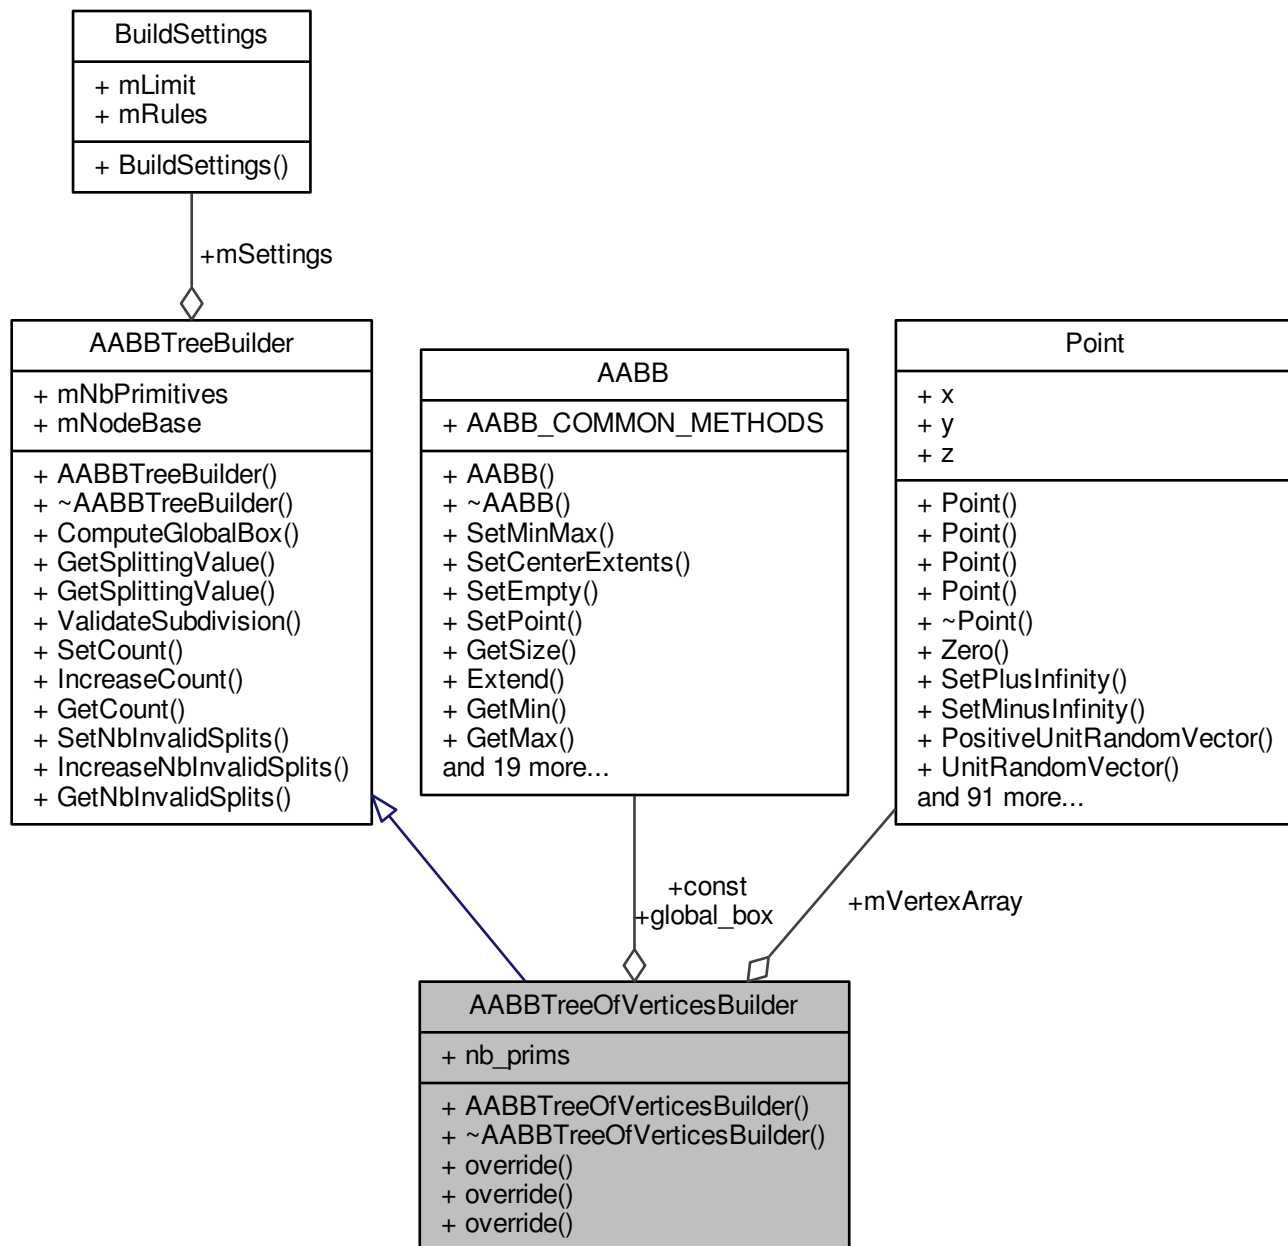 BuildSettings
+ mLimit
+ mRules
+ BuildSettings()
+mSettings
AABBTreeBuilder
+ mNbPrimitives
+ mNodeBase
+ AABBTreeBuilder()
+ ~AABBTreeBuilder()
+ ComputeGlobalBox()
+ GetSplittingValue()
+ GetSplittingValue()
+ ValidateSubdivision()
+ SetCount()
+ IncreaseCount()
+ GetCount()
+ SetNbInvalidSplits()
+ IncreaseNbInvalidSplits()
+ GetNbInvalidSplits()
AABB
+ AABB_COMMON_METHODS
+ AABB()
+ ~AABB()
+ SetMinMax()
+ SetCenterExtents()
+ SetEmpty()
+ SetPoint()
+ GetSize()
+ Extend()
+ GetMin()
+ GetMax()
and 19 more...
Point
+ x
+ y
+ z
+ Point()
+ Point()
+ Point()
+ Point()
+ ~Point()
+ Zero()
+ SetPlusInfinity()
+ SetMinusInfinity()
+ PositiveUnitRandomVector()
+ UnitRandomVector()
and 91 more...
+const
+global_box
+mVertexArray
AABBTreeOfVerticesBuilder
+ nb_prims
+ AABBTreeOfVerticesBuilder()
+ ~AABBTreeOfVerticesBuilder()
+ override()
+ override()
+ override()